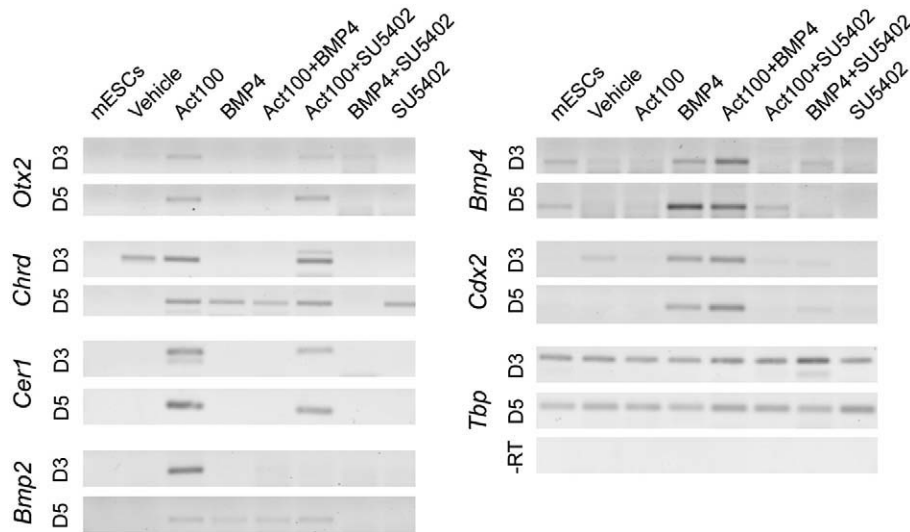 mESCs
Vehicle
Act100
BMP4
Act100+BMP4
Act100+SU5402
BMP4+SU5402
SU5402
Otx2
D3
D5
Chrd
D3
D5
Cer1
D3
D5
Bmp2
D3
D5
mESCs
Vehicle
Act100
BMP4
Act100+BMP4
Act100+SU5402
BMP4+SU5402
SU5402
Bmp4
D3
D5
Cdx2
D3
D5
Tbp
D3
D5
-RT